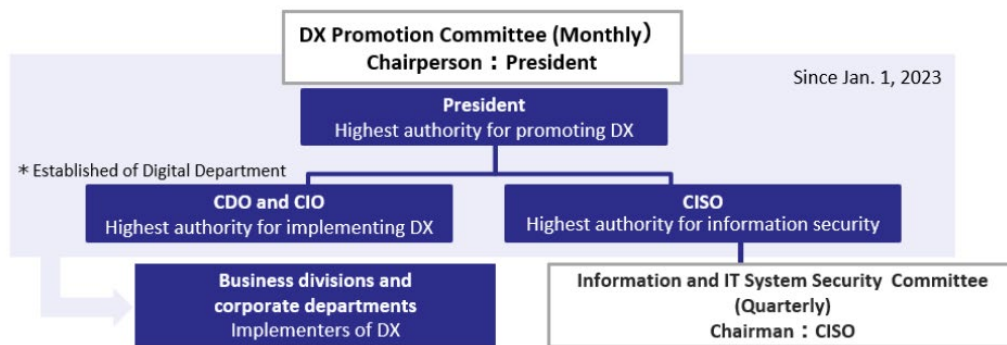 DX Promotion Committee (Monthly）
Chairperson：President
Since Jan. 1, 2023
President
Highest authority for promoting DX
＊Established of Digital Department
CDO and CIO
Highest authority for implementing DX
CISO
Highest authority for information security
Business divisions and
corporate departments
Implementers of DX
Information and IT System Security Committee
(Quarterly)
Chairman：CISO